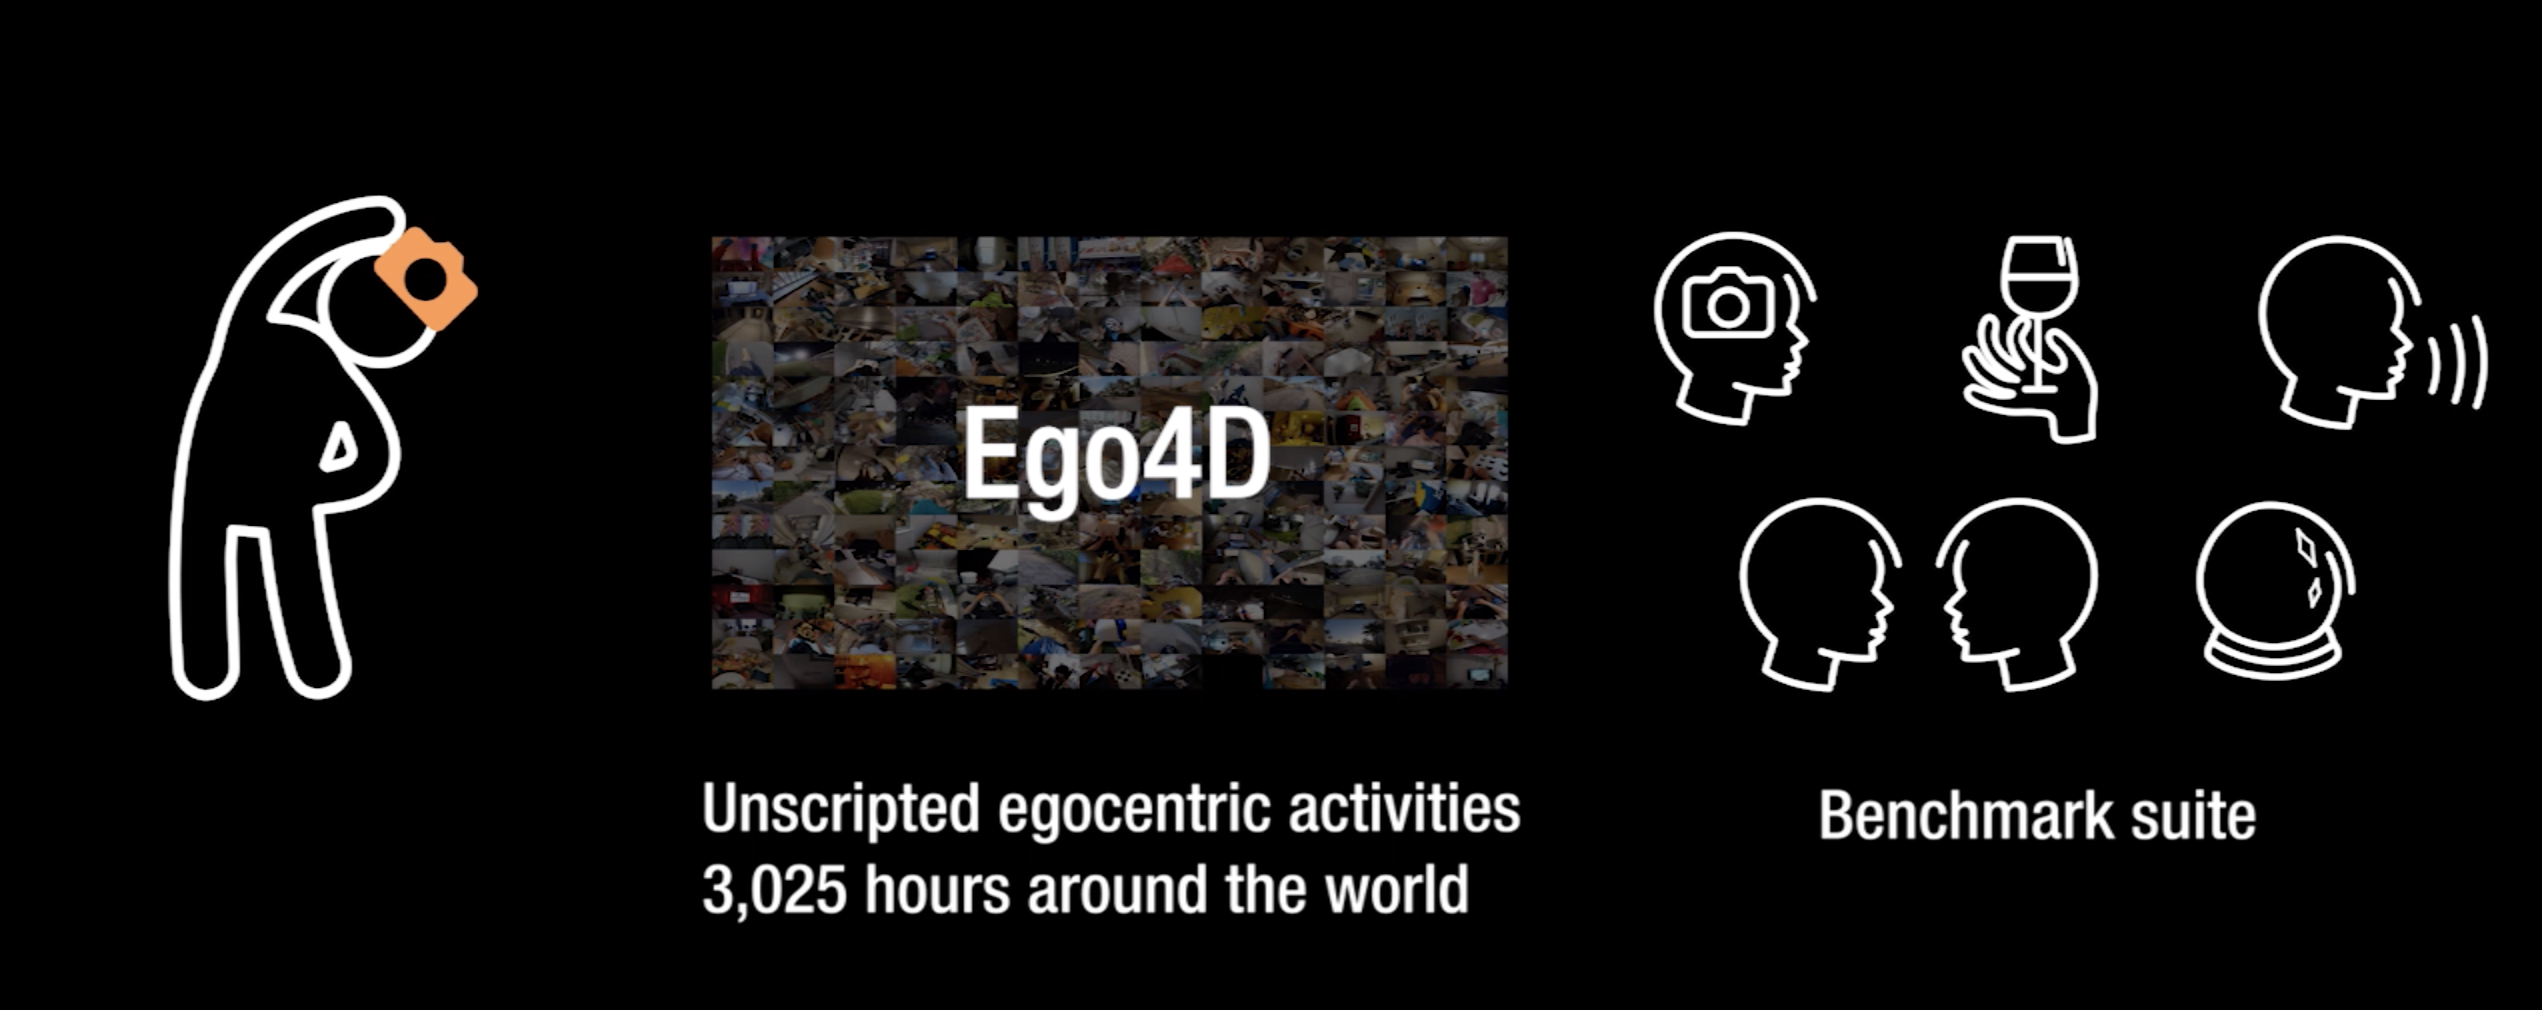 Ego4D
Unscripted egocentric activities
3,025 hours around the world
Benchmark suite